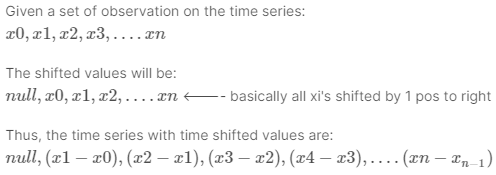 Given a set of observation on the time series:
x0, x1, x2, x3, .... xn
The shifted values will be:
null, x0, x1, x2, .... xn ⟵- basically all xi's shifted by 1 pos to right
Thus, the time series with time shifted values are:
null, (x1 − x0), (x2 − x1), (x3 − x2), (x4 − x3), .... (xn − xₙ₋₁)